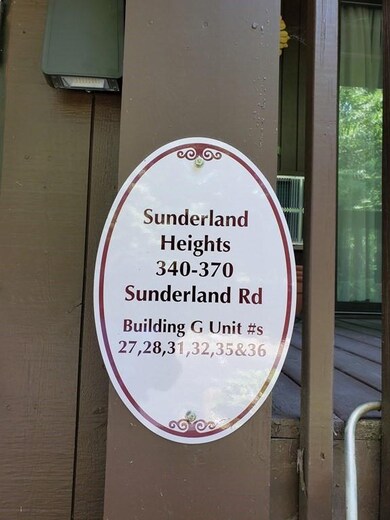 Sunderland
Heights
340-370
Sunderland Rd
Building G Unit #s
27,28,31,32,35&36